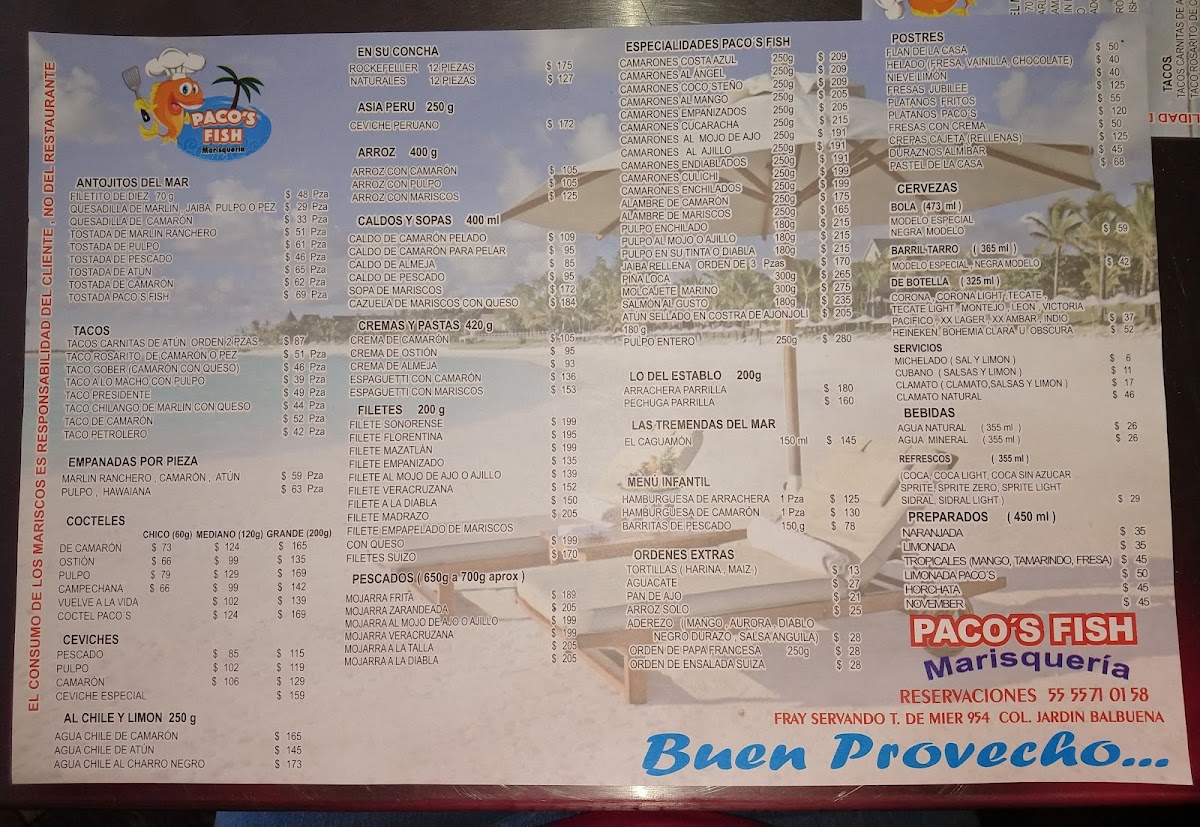 EL CONSUMO DE LOS MARISCOS ES RESPONSABILIDAD DEL CLIENTE , NO DEL RESTAURANTE
PACO'S
FISH
Marisquería
ANTOJITOS DEL MAR
FILETITO DE DIEZ 70 g $ 48 Pza
QUESADILLA DE MARLIN, JAIBA, PULPO O PEZ $ 29 Pza
QUESADILLA DE CAMARÓN $ 33 Pza
TOSTADA DE MARLIN RANCHERO $ 51 Pza
TOSTADA DE PULPO $ 61 Pza
TOSTADA DE PESCADO $ 46 Pza
TOSTADA DE ATÚN $ 65 Pza
TOSTADA DE CAMARÓN $ 62 Pza
TOSTADA PACO´S FISH $ 69 Pza
TACOS
TACOS CARNITAS DE ATÚN ORDEN 2 PZAS $ 87
TACO ROSARITO DE CAMARÓN O PEZ $ 51 Pza
TACO GOBER (CAMARÓN CON QUESO) $ 46 Pza
TACO A LO MACHO CON PULPO $ 39 Pza
TACO PRESIDENTE $ 49 Pza
TACO CHILANGO DE MARLIN CON QUESO $ 44 Pza
TACO DE CAMARÓN $ 52 Pza
TACO PETROLERO $ 42 Pza
EMPANADAS POR PIEZA
MARLIN RANCHERO , CAMARÓN , ATÚN $ 59 Pza
PULPO , HAWAIANA $ 63 Pza
COCTELES
CHICO (60g) MEDIANO (120g) GRANDE (200g)
DE CAMARÓN $ 73 $ 124 $ 165
OSTIÓN $ 66 $ 99 $ 135
PULPO $ 79 $ 129 $ 169
CAMPECHANA $ 66 $ 99 $ 142
VUELVE A LA VIDA $ 102 $ 139
COCTEL PACO´S $ 124 $ 169
CEVICHES
PESCADO $ 85 $ 115
PULPO $ 102 $ 119
CAMARÓN $ 106 $ 129
CEVICHE ESPECIAL $ 159
AL CHILE Y LIMON 250 g
AGUA CHILE DE CAMARÓN $ 165
AGUA CHILE DE ATÚN $ 145
AGUA CHILE AL CHARRO NEGRO $ 173
EN SU CONCHA
ROCKEFELLER 12 PIEZAS $ 175
NATURALES 12 PIEZAS $ 127
ASIA PERU 250 g
CEVICHE PERUANO $ 172
ARROZ 400 g
ARROZ CON CAMARÓN $ 105
ARROZ CON PULPO $ 105
ARROZ CON MARISCOS $ 125
CALDOS Y SOPAS 400 ml
CALDO DE CAMARÓN PELADO $ 109
CALDO DE CAMARÓN PARA PELAR $ 95
CALDO DE ALMEJA $ 85
CALDO DE PESCADO $ 95
SOPA DE MARISCOS $ 172
CAZUELA DE MARISCOS CON QUESO $ 184
CREMAS Y PASTAS 420 g
CREMA DE CAMARÓN $ 105
CREMA DE OSTIÓN $ 95
CREMA DE ALMEJA $ 93
ESPAGUETTI CON CAMARÓN $ 136
ESPAGUETTI CON MARISCOS $ 153
FILETES 200 g
FILETE SONORENSE $ 199
FILETE FLORENTINA $ 195
FILETE MAZATLÁN $ 199
FILETE EMPANIZADO $ 135
FILETE AL MOJO DE AJO O AJILLO $ 139
FILETE VERACRUZANA $ 152
FILETE A LA DIABLA $ 150
FILETE MADRAZO $ 205
FILETE EMPAPELADO DE MARISCOS
CON QUESO $ 199
FILETES SUIZO $ 170
PESCADOS ( 650g a 700g aprox )
MOJARRA FRITA $ 189
MOJARRA ZARANDEADA $ 205
MOJARRA AL MOJO DE AJO O AJILLO $ 199
MOJARRA VERACRUZANA $ 199
MOJARRA A LA TALLA $ 205
MOJARRA A LA DIABLA $ 205
ESPECIALIDADES PACO´S FISH
CAMARONES COSTA AZUL 250g $ 209
CAMARONES AL ÁNGEL 250g $ 209
CAMARONES COCO STEÑO 250g $ 209
CAMARONES AL MANGO 250g $ 205
CAMARONES EMPANIZADOS 250g $ 205
CAMARONES CUCARACHA 250g $ 215
CAMARONES AL MOJO DE AJO 250g $ 191
CAMARONES AL AJILLO 250g $ 191
CAMARONES ENDIABLADOS 250g $ 191
CAMARONES CULICHI 250g $ 199
CAMARONES ENCHILADOS 250g $ 199
ALAMBRE DE CAMARÓN 250g $ 175
ALAMBRE DE MARISCOS 250g $ 165
PULPO ENCHILADO 180g $ 215
PULPO AL MOJO O AJILLO 180g $ 215
PULPO EN SU TINTA O DIABLA 180g $ 215
JAIBA RELLENA ORDEN DE 3 Pzas $ 170
PIÑA LOCA 300g $ 265
MOLCAJETE MARINO 300g $ 275
SALMÓN AL GUSTO 180g $ 235
ATÚN SELLADO EN COSTRA DE AJONJOLI $ 205
180 g
PULPO ENTERO 250g $ 280
LO DEL ESTABLO 200g
ARRACHERA PARRILLA $ 180
PECHUGA PARRILLA $ 160
LAS TREMENDAS DEL MAR
EL CAGUAMÓN 150 ml $ 145
MENÚ INFANTIL
HAMBURGUESA DE ARRACHERA 1 Pza $ 125
HAMBURGUESA DE CAMARÓN 1 Pza $ 130
BARRITAS DE PESCADO 150 g $ 78
ORDENES EXTRAS
TORTILLAS ( HARINA., MAIZ ) $ 13
AGUACATE $ 27
PAN DE AJO $ 21
ARROZ SOLO $ 25
ADEREZO (MANGO, AURORA , DIABLO
NEGRO DURAZO, SALSA ANGUILA) $ 28
ORDEN DE PAPA FRANCESA 250g $ 28
ORDEN DE ENSALADA SUIZA $ 28
POSTRES
FLAN DE LA CASA $ 50
HELADO (FRESA, VAINILLA, CHOCOLATE) $ 40
NIEVE LIMÓN $ 40
FRESAS JUBILEE $ 125
PLATANOS FRITOS $ 55
PLATANOS PACO´S $ 120
FRESAS CON CREMA $ 50
CREPAS CAJETA (RELLENAS) $ 125
DURAZNOS ALMIBAR $ 45
PASTEL DE LA CASA $ 68
CERVEZAS
BOLA (473 ml )
MODELO ESPECIAL
NEGRA MODELO $ 59
BARRIL TARRO ( 365 ml )
MODELO ESPECIAL, NEGRA MODELO $ 42
DE BOTELLA ( 325 ml )
CORONA , CORONA LIGHT , TECATE ,
TECATE LIGHT , MONTEJO , LEON , VICTORIA
PACIFICO , XX LAGER, XX AMBAR , INDIO $ 37
HEINEKEN, BOHEMIA CLARA U OBSCURA $ 52
SERVICIOS
MICHELADO ( SAL Y LIMON ) $ 6
CUBANO ( SALSAS Y LIMON ) $ 11
CLAMATO ( CLAMATO,SALSAS Y LIMON ) $ 17
CLAMATO NATURAL $ 46
BEBIDAS
AGUA NATURAL ( 355 ml ) $ 26
AGUA MINERAL ( 355 ml ) $ 26
REFRESCOS ( 355 ml )
(COCA, COCA LIGHT, COCA SIN AZUCAR
SPRITE, SPRITE ZERO, SPRITE LIGHT
SIDRAL, SIDRAL LIGHT ) $ 29
PREPARADOS ( 450 ml )
NARANJADA $ 35
LIMONADA $ 35
TROPICALES (MANGO, TAMARINDO, FRESA) $ 45
LIMONADA PACO´S $ 50
HORCHATA $ 45
NOVEMBER $ 45
PACO´S FISH
Marisquería
RESERVACIONES 55 5571 01 58
FRAY SERVANDO T. DE MIER 954 COL. JARDIN BALBUENA
Buen Provecho...
TACOS